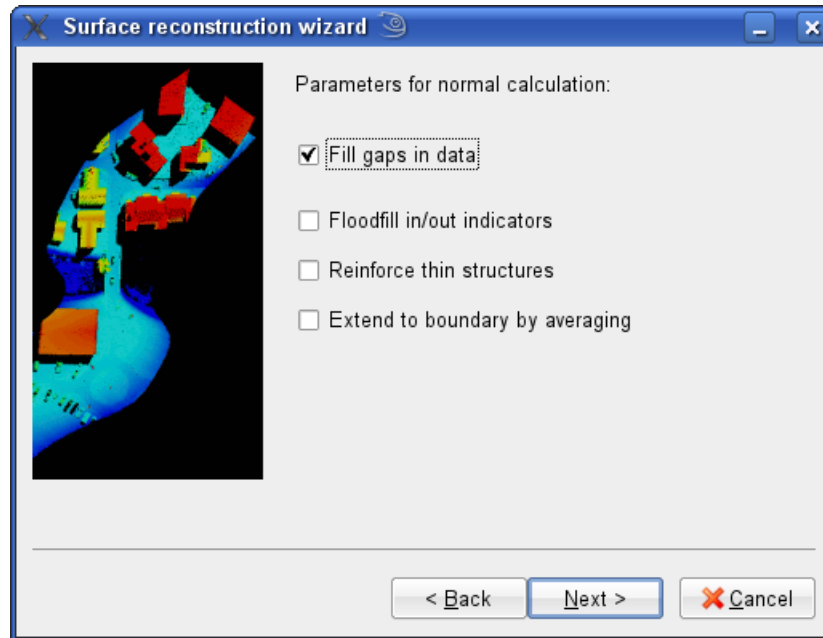 Surface reconstruction wizard
Parameters for normal calculation:
Fill gaps in data
Floodfill in/out indicators
Reinforce thin structures
Extend to boundary by averaging
< Back Next > Cancel